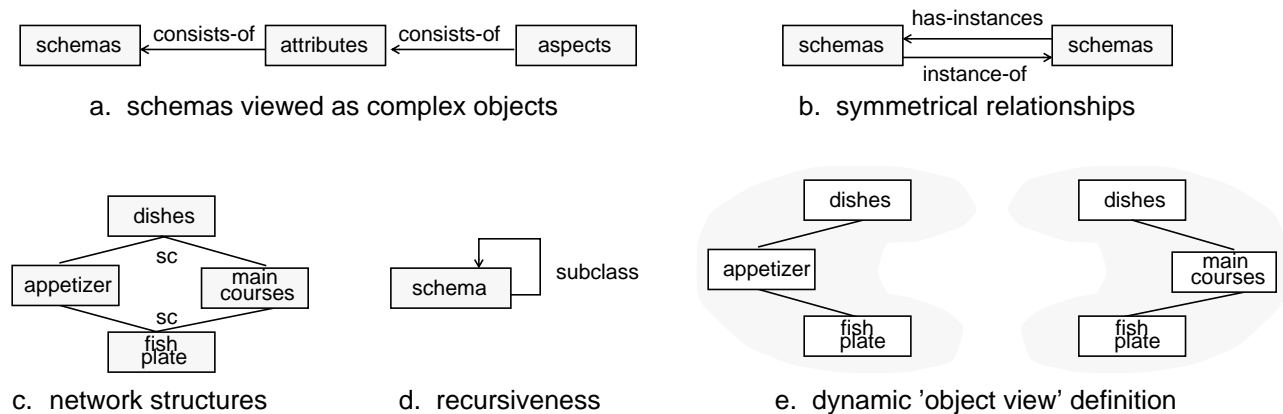 schemas consists-of attributes consists-of aspects
a. schemas viewed as complex objects
has-instances
schemas schemas
instance-of
b. symmetrical relationships
dishes
sc
appetizer main
courses
sc
fish
plate
c. network structures
subclass
schema
d. recursiveness
dishes
appetizer
fish
plate
dishes
main
courses
fish
plate
e. dynamic 'object view' definition